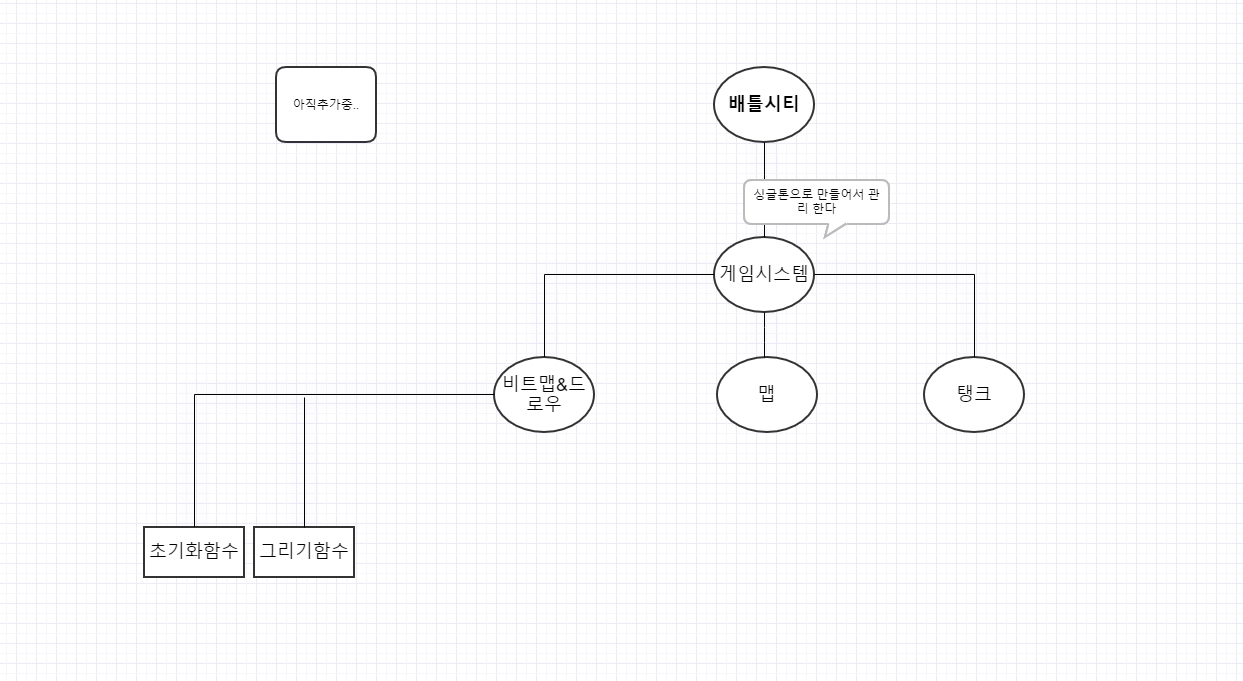 아직추가중..
배틀시티
싱글톤으로 만들어서 관
리 한다
게임시스템
비트맵&드
로우
맵
탱크
초기화함수
그리기함수